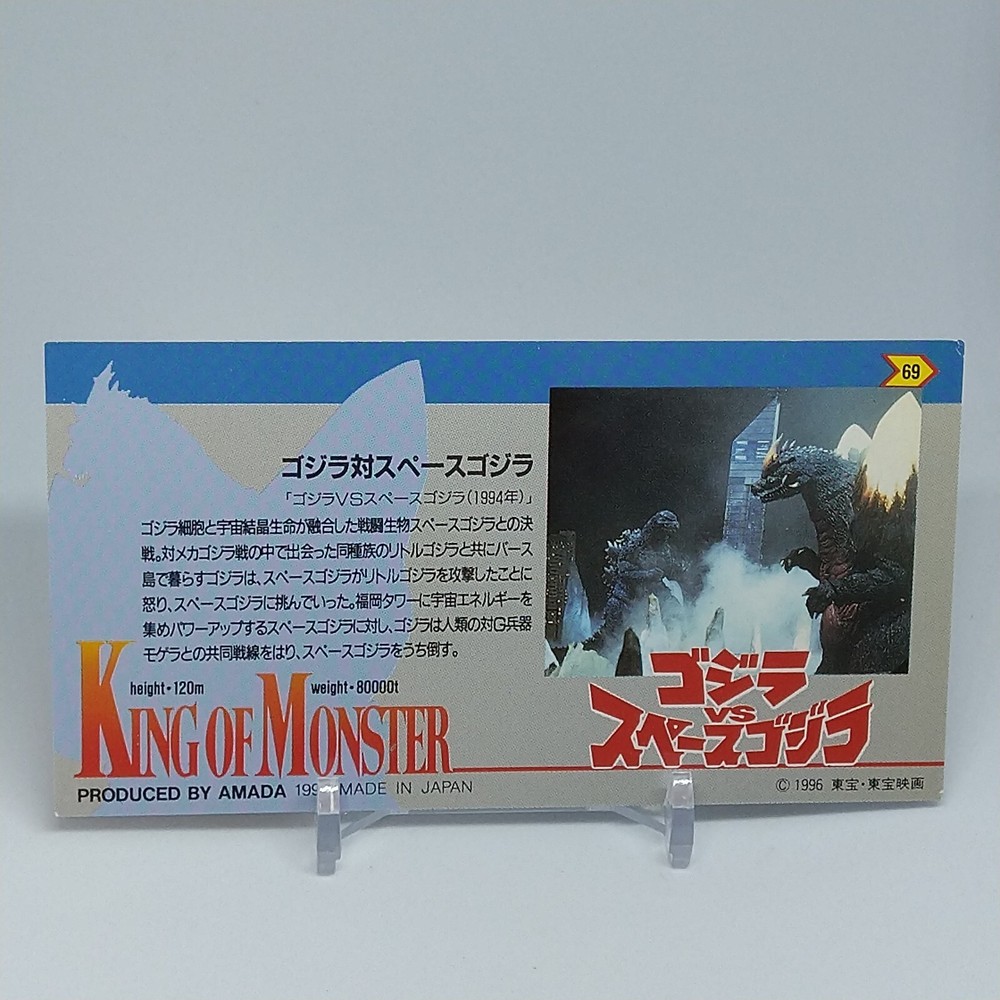 69
ゴジラ対スペースゴジラ
「ゴジラVSスペースゴジラ(1994年)」
ゴジラ細胞と宇宙結晶生命が融合した戦闘生物スペースゴジラとの決
戦。対メカゴジラ戦の中で出会った同種族のリトルゴジラと共にバース
島で暮らすゴジラは、スペースゴジラがリトルゴジラを攻撃したことに
怒り、スペースゴジラに挑んでいった。福岡タワーに宇宙エネルギーを
集めパワーアップするスペースゴジラに対し、ゴジラは人類の対G兵器
モゲラとの共同戦線をはり、スペースゴジラをうち倒す。
height・120m weight・80000t
KING OF MONSTER
ゴジラ
VS
スペースゴジラ
PRODUCED BY AMADA MADE IN JAPAN
© 1996 東宝・東宝映画